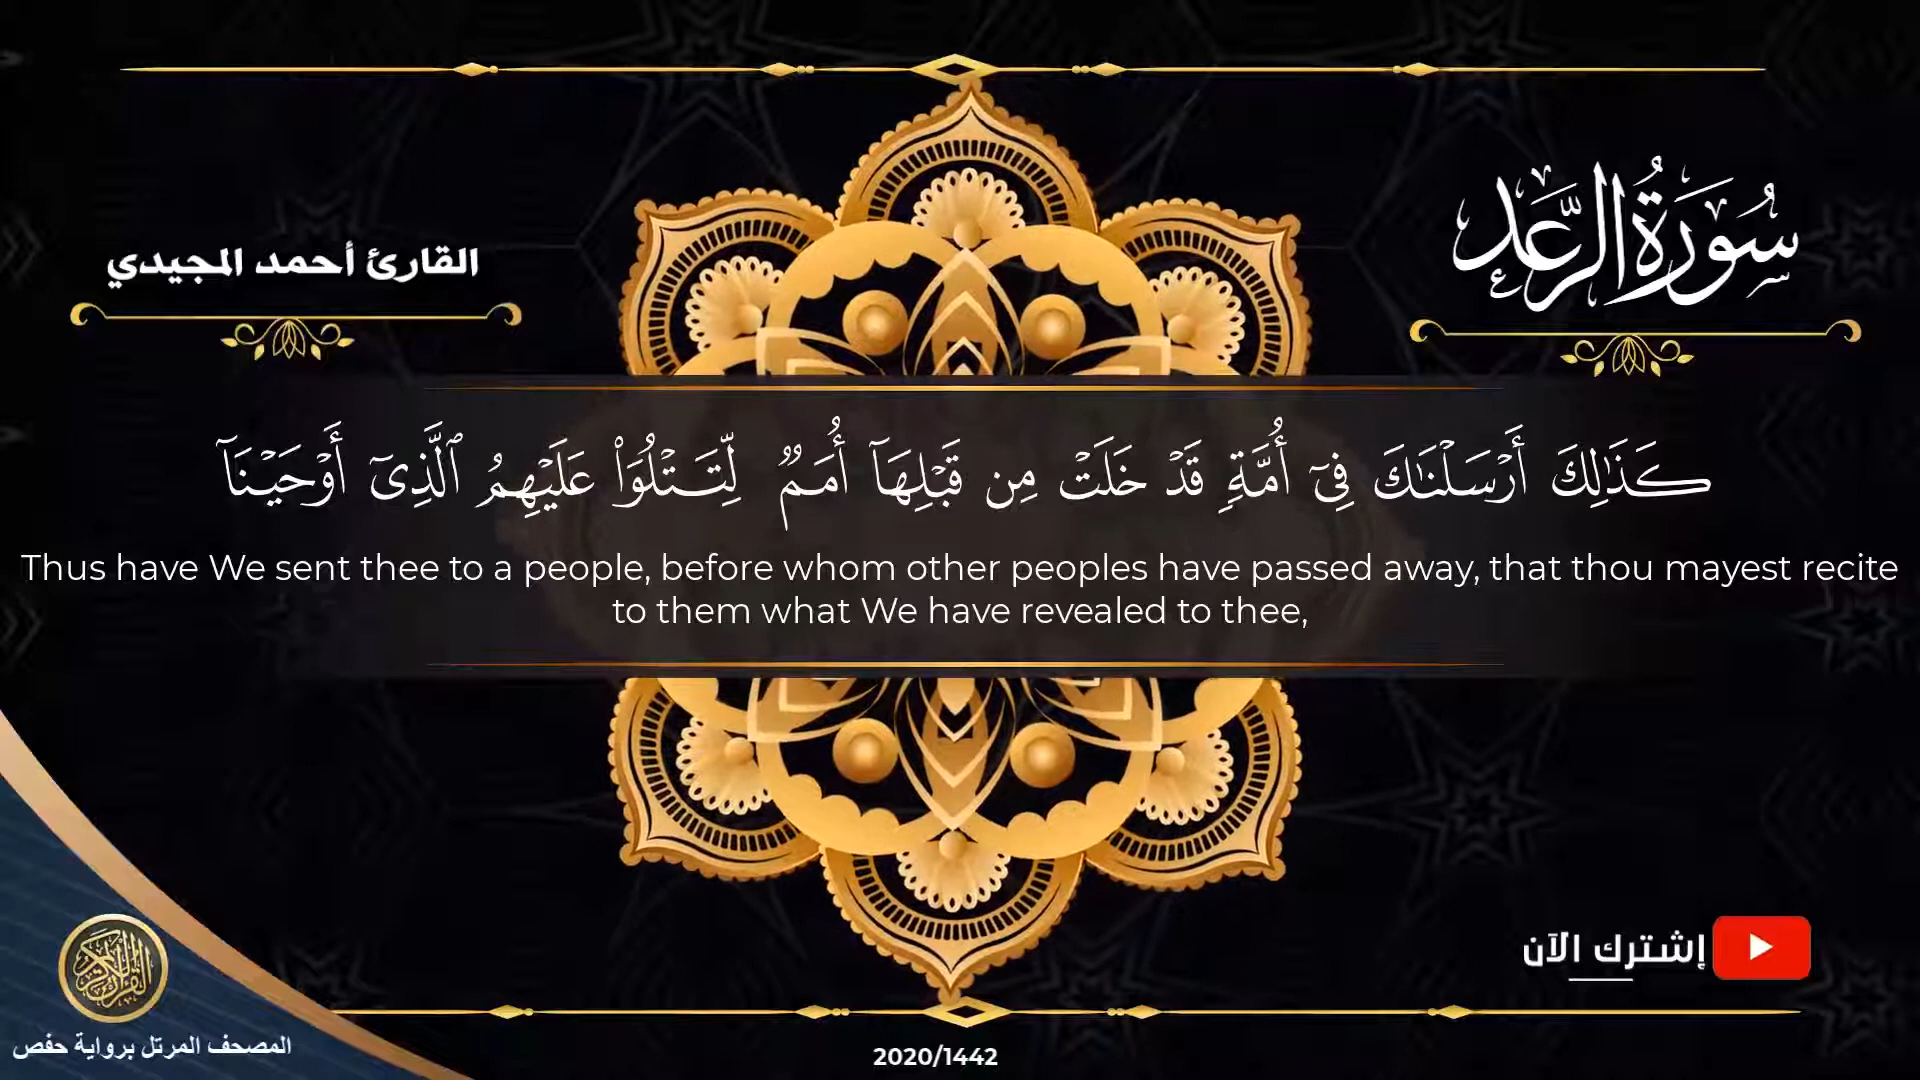 سُورَةُ الرَّعْد
القارئ أحمد المجيدي
كَذَٰلِكَ أَرْسَلْنَـٰكَ فِىٓ أُمَّةٍ قَدْ خَلَتْ مِن قَبْلِهَآ أُمَمٌ لِّتَتْلُوَا۟ عَلَيْهِمُ ٱلَّذِىٓ أَوْحَيْنَآ
Thus have We sent thee to a people, before whom other peoples have passed away, that thou mayest recite
to them what We have revealed to thee,
إشترك الآن
القرآن الكريم
المصحف المرتل برواية حفص
2020/1442